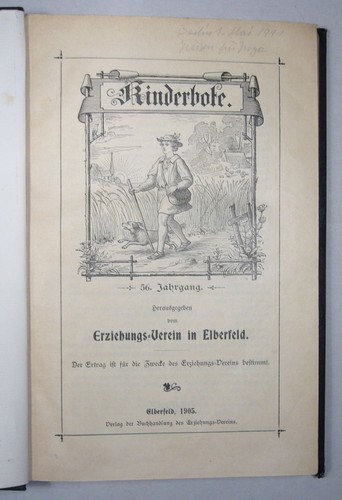 Kinderbote.
56. Jahrgang.
Herausgegeben
vom
Erziehungs-Verein in Elberfeld.
Der Ertrag ist für die Zwecke des Erziehungs-Vereins bestimmt.
Elberfeld, 1905.
Verlag der Buchhandlung des Erziehungs-Vereins.